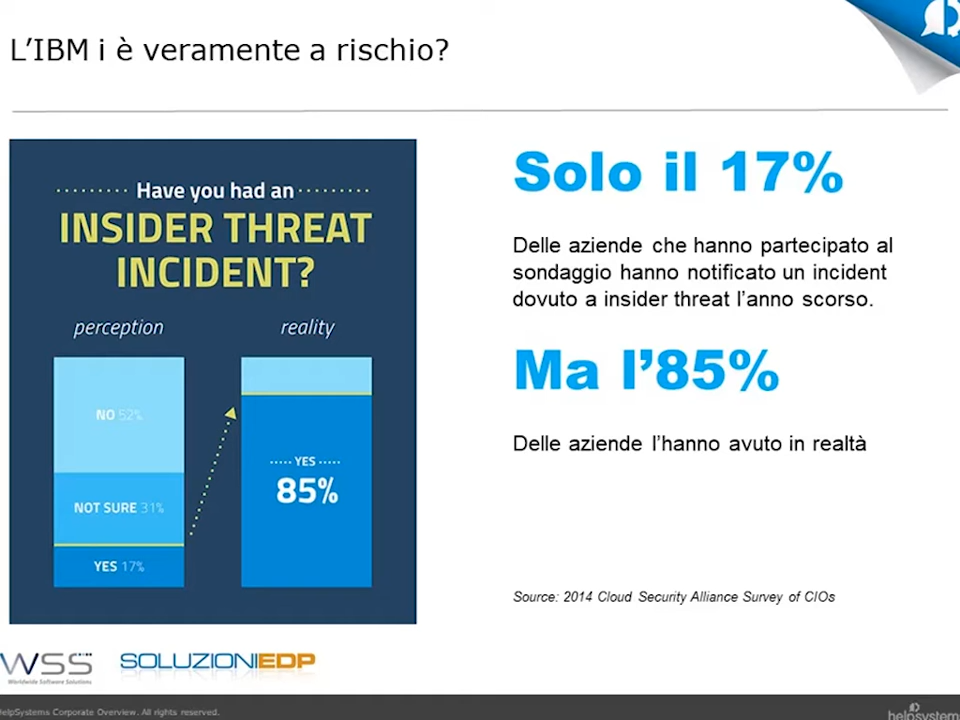 L’IBM i è veramente a rischio?
Have you had an
INSIDER THREAT
INCIDENT?
perception
reality
NO 52%
NOT SURE 31%
YES 17%
YES
85%
Solo il 17%
Delle aziende che hanno partecipato al
sondaggio hanno notificato un incident
dovuto a insider threat l’anno scorso.
Ma l’85%
Delle aziende l’hanno avuto in realtà
Source: 2014 Cloud Security Alliance Survey of CIOs
WSS
Worldwide Software Solutions
SOLUZIONIEDP
HelpSystems Corporate Overview. All rights reserved.
helpsystems